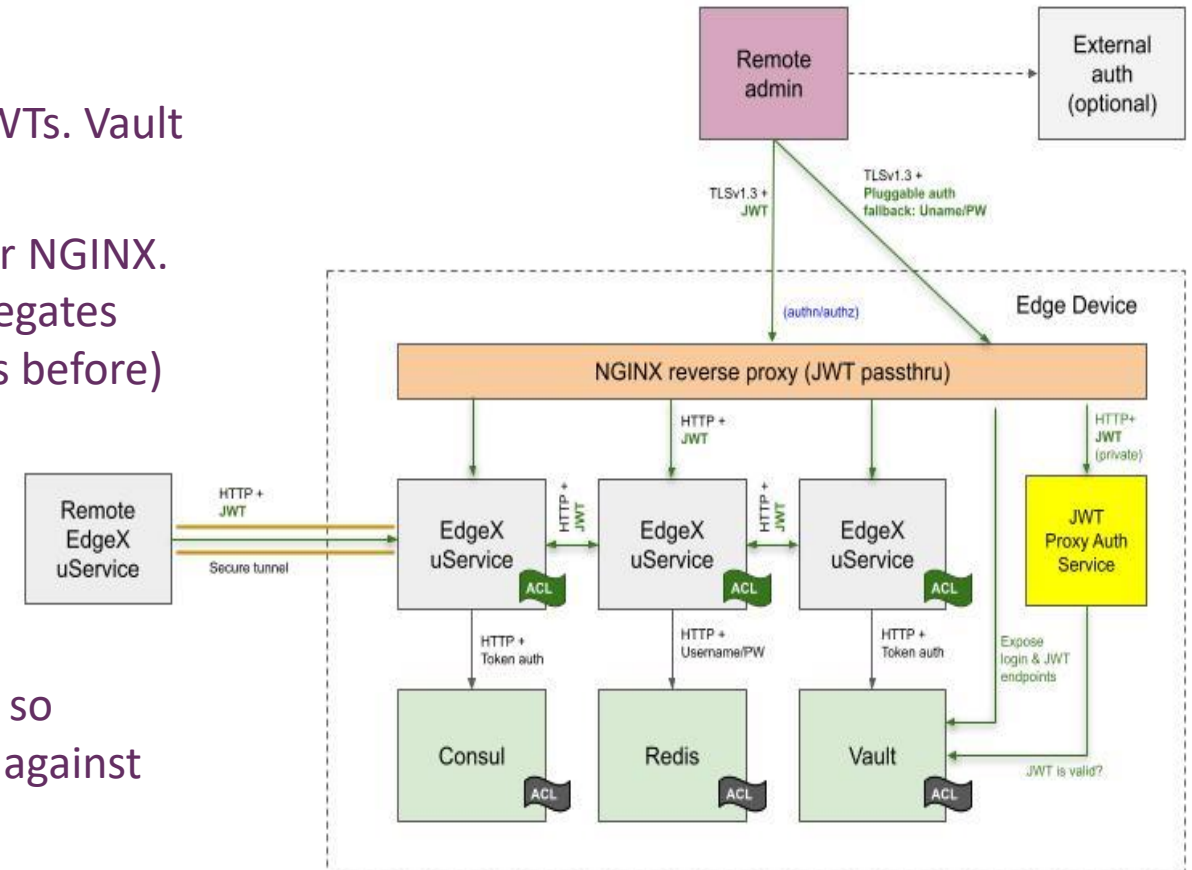 WTs. Vault
r NGINX.
egates
s before)
so
against
Remote
admin
External
auth
(optional)
TLSv1.3 +
JWT
TLSv1.3 +
Pluggable auth
fallback: Uname/PW
(authn/authz)
Edge Device
NGINX reverse proxy (JWT passthru)
HTTP +
JWT
HTTP+
JWT
(private)
Remote
EdgeX
uService
HTTP +
JWT
Secure tunnel
EdgeX
uService
ACL
HTTP +
JWT
EdgeX
uService
ACL
HTTP +
JWT
EdgeX
uService
ACL
JWT
Proxy Auth
Service
HTTP +
Token auth
HTTP +
Username/PW
HTTP +
Token auth
Expose
login & JWT
endpoints
Consul
ACL
Redis
ACL
Vault
ACL
JWT is valid?